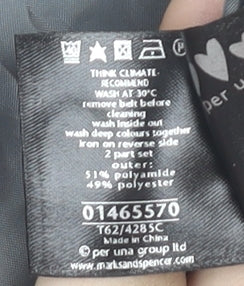 P
THINK CLIMATE-
RECOMMEND
WASH AT 30°C
remove belt before
cleaning
wash inside out
wash deep colours together
iron on reverse side
2 part set
outer:
51% polyamide
49% polyester
01465570
T62/4285C
Made in China
© per una group ltd
www.marksandspencer.com
per u